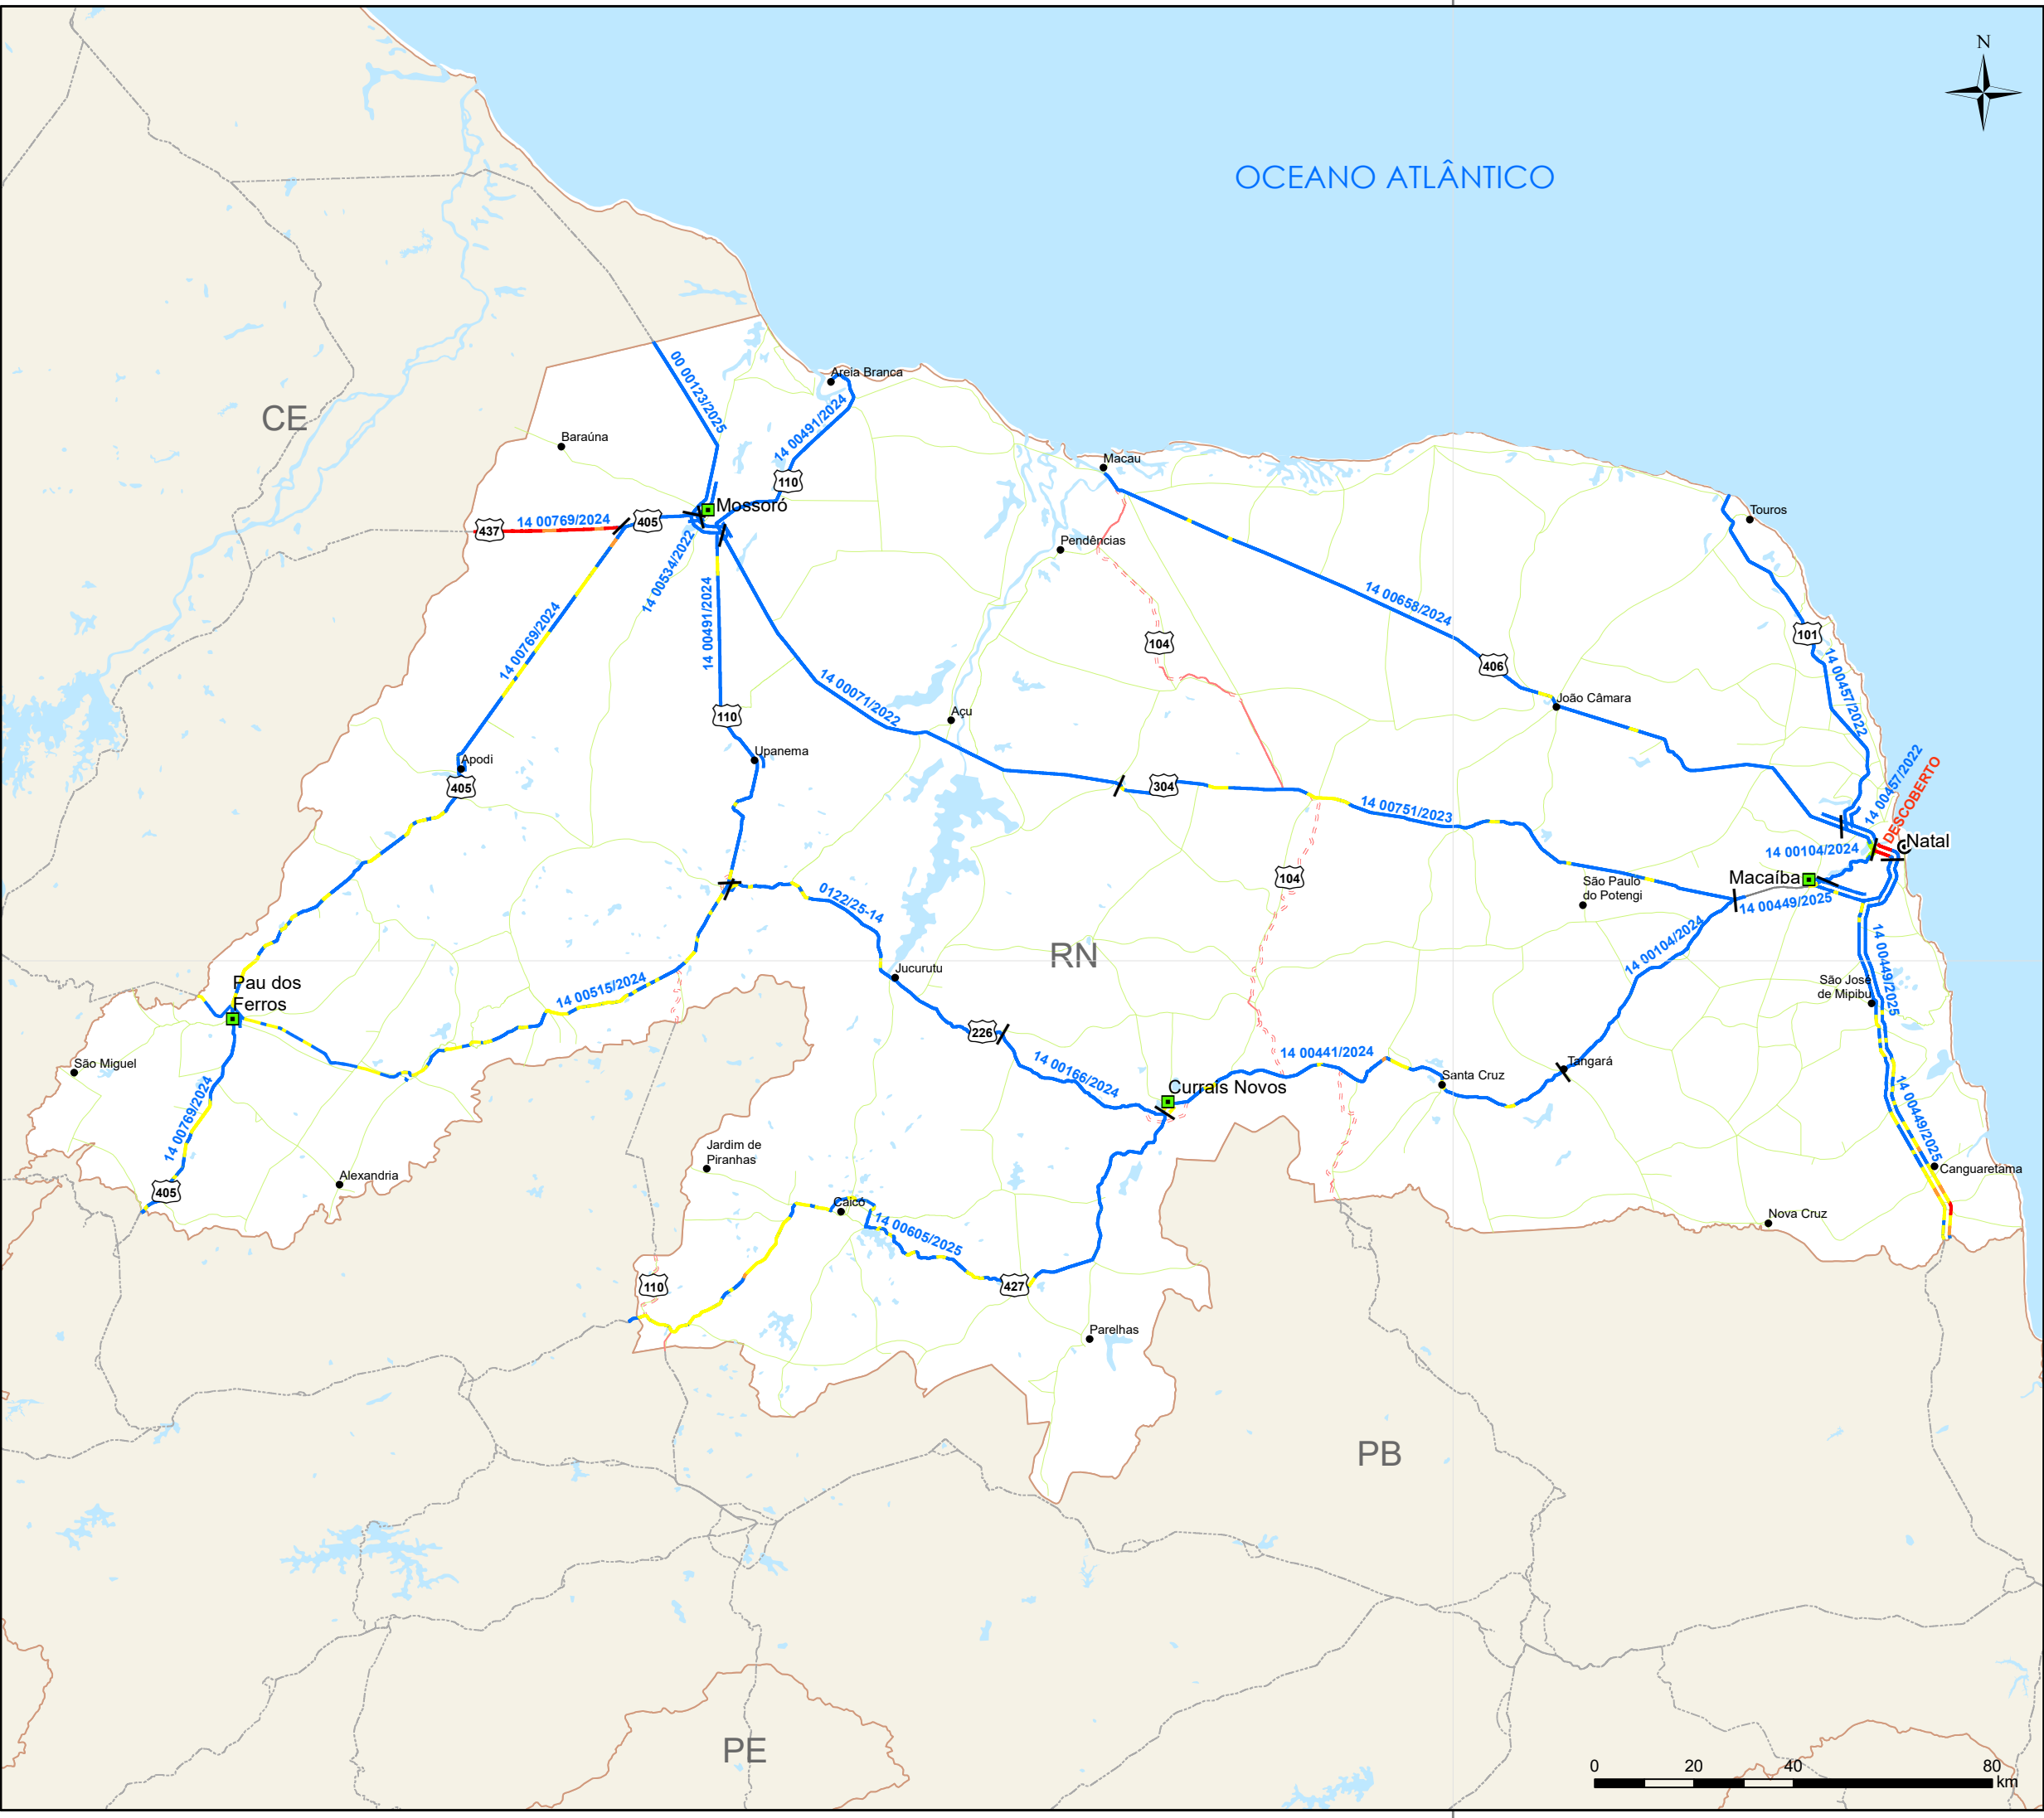 N
OCEANO ATLÂNTICO
CE
00 00123/2025
Areia Branca
14 00491/2024
Baraúna
110
Macau
Mossoró
437
14 00769/2024
405
Touros
Pendências
14 00534/2022
14 00491/2024
14 00769/2024
14 00658/2024
104
101
406
14 00457/2022
João Câmara
14 00071/2022
Açu
110
Upanema
Apodi
405
304
14 00751/2023
14 00457/2022
DESCOBERTO
Natal
14 00104/2024
Macaíba
104
São Paulo
do Potengi
14 00449/2025
0122/25-14
14 00104/2024
RN
14 00449/2025
Jucurutu
São José
de Mipibu
Pau dos
Ferros
14 00515/2024
226
14 00166/2024
14 00441/2024
São Miguel
Tangará
Santa Cruz
Currais Novos
14 00769/2024
14 00449/2025
Jardim de
Piranhas
Canguaretama
Alexandria
405
Caicó
14 00605/2025
Nova Cruz
110
427
Parelhas
PB
PE
0 20 40 80
km